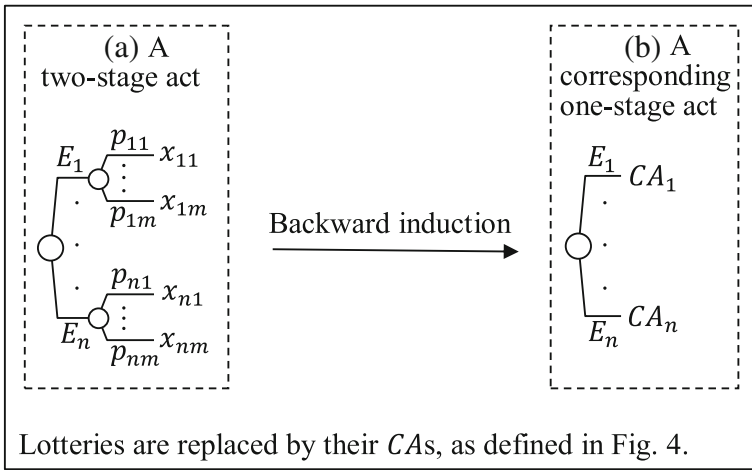 (a) A
two-stage act
E₁
p₁₁
x₁₁
p₁ₘ
x₁ₘ
pₙ₁
xₙ₁
Eₙ
pₙₘ
xₙₘ
Backward induction
(b) A
corresponding
one-stage act
E₁
CA₁
Eₙ
CAₙ
Lotteries are replaced by their CAs, as defined in Fig. 4.